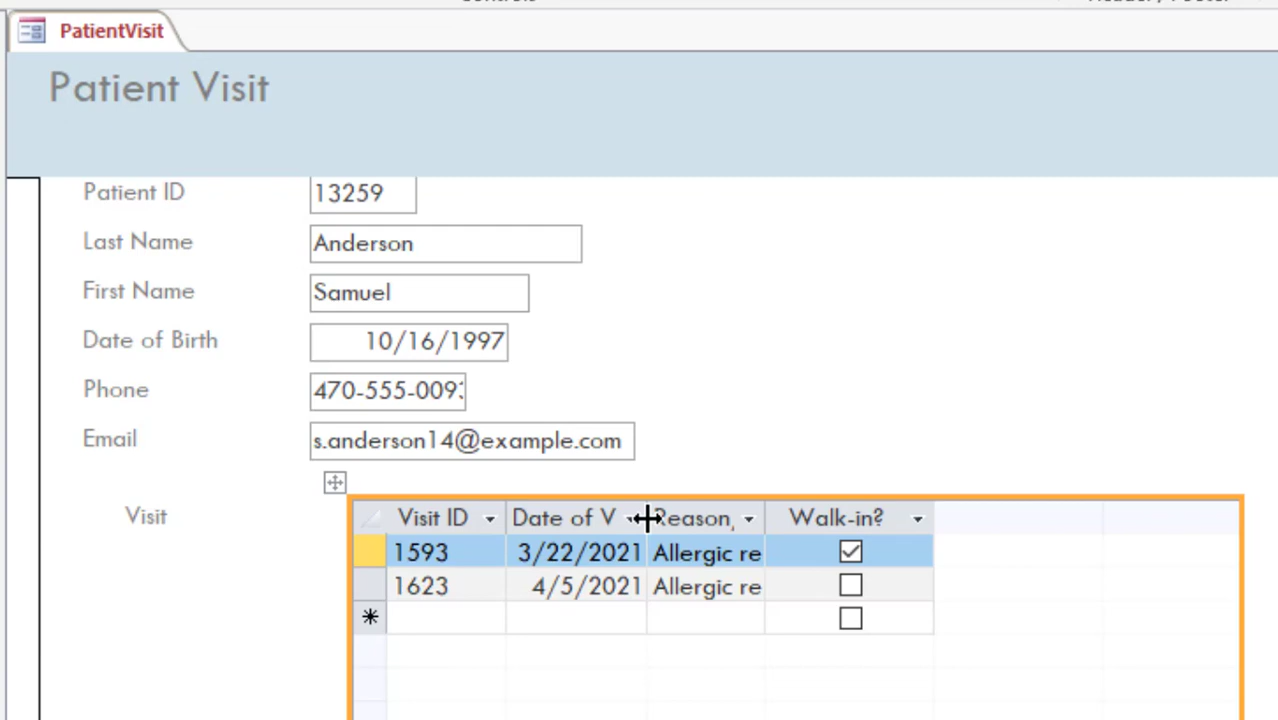 PatientVisit
Patient Visit
Patient ID 13259
Last Name Anderson
First Name Samuel
Date of Birth 10/16/1997
Phone 470-555-009
Email s.anderson14@example.com
Visit
Visit ID Date of V Reason, Walk-in?
1593 3/22/2021 Allergic re
1623 4/5/2021 Allergic re
*